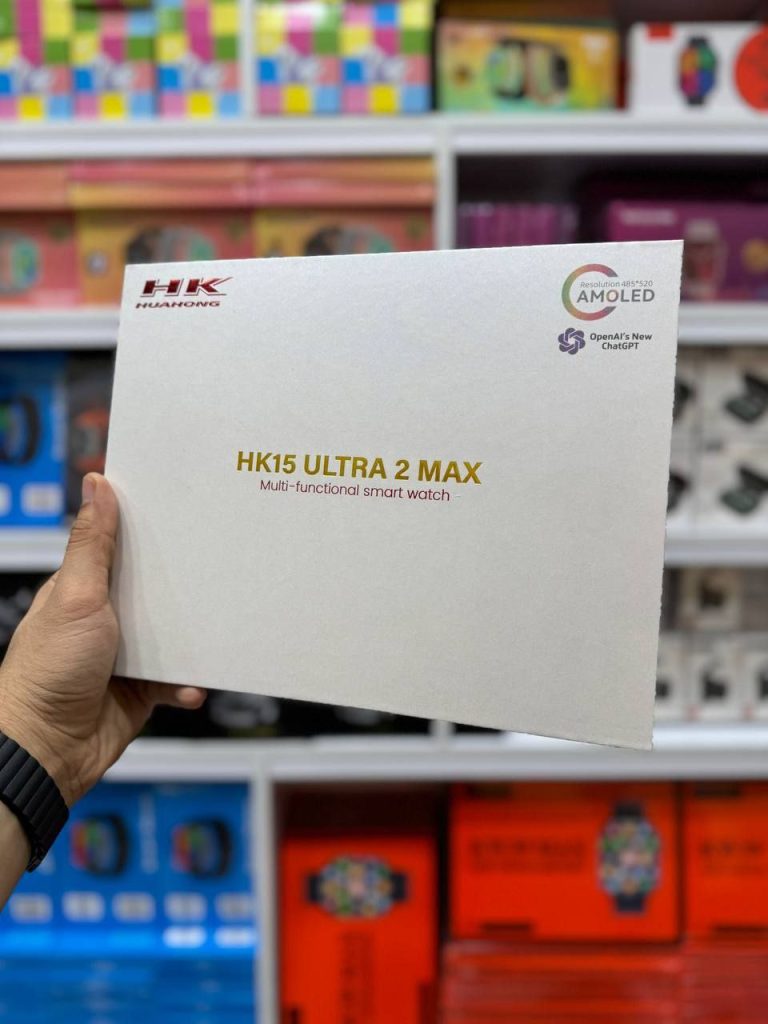 HK
HUAHONG
Resolution 485*520
AMOLED
OpenAI's New
ChatGPT
HK15 ULTRA 2 MAX
Multi-functional smart watch